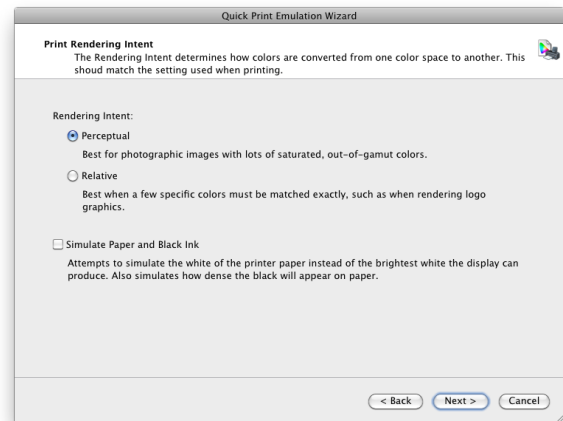 Quick Print Emulation Wizard
Print Rendering Intent
The Rendering Intent determines how colors are converted from one color space to another. This
shoud match the setting used when printing.
Rendering Intent:
Perceptual
Best for photographic images with lots of saturated, out-of-gamut colors.
Relative
Best when a few specific colors must be matched exactly, such as when rendering logo
graphics.
Simulate Paper and Black Ink
Attempts to simulate the white of the printer paper instead of the brightest white the display can
produce. Also simulates how dense the black will appear on paper.
< Back Next > Cancel